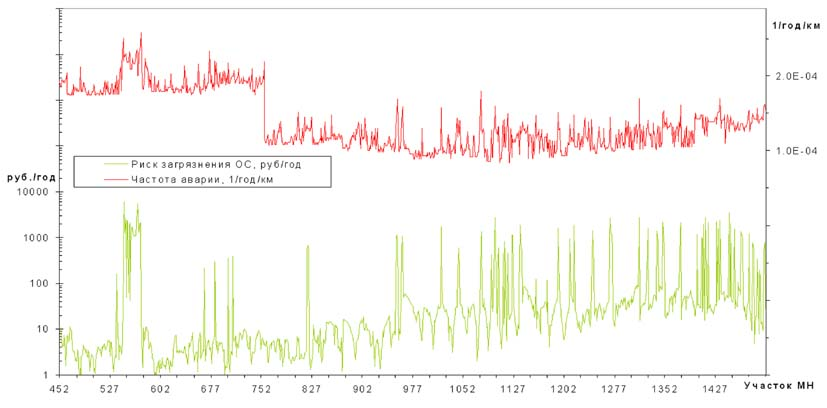 1/год/км
2.0E-04
1.0E-04
Риск загрязнения ОС, руб/год
Частота аварии, 1/год/км
руб./год
10000
1000
100
10
1
452 527 602 677 752 827 902 977 1052 1127 1202 1277 1352 1427 Участок МН